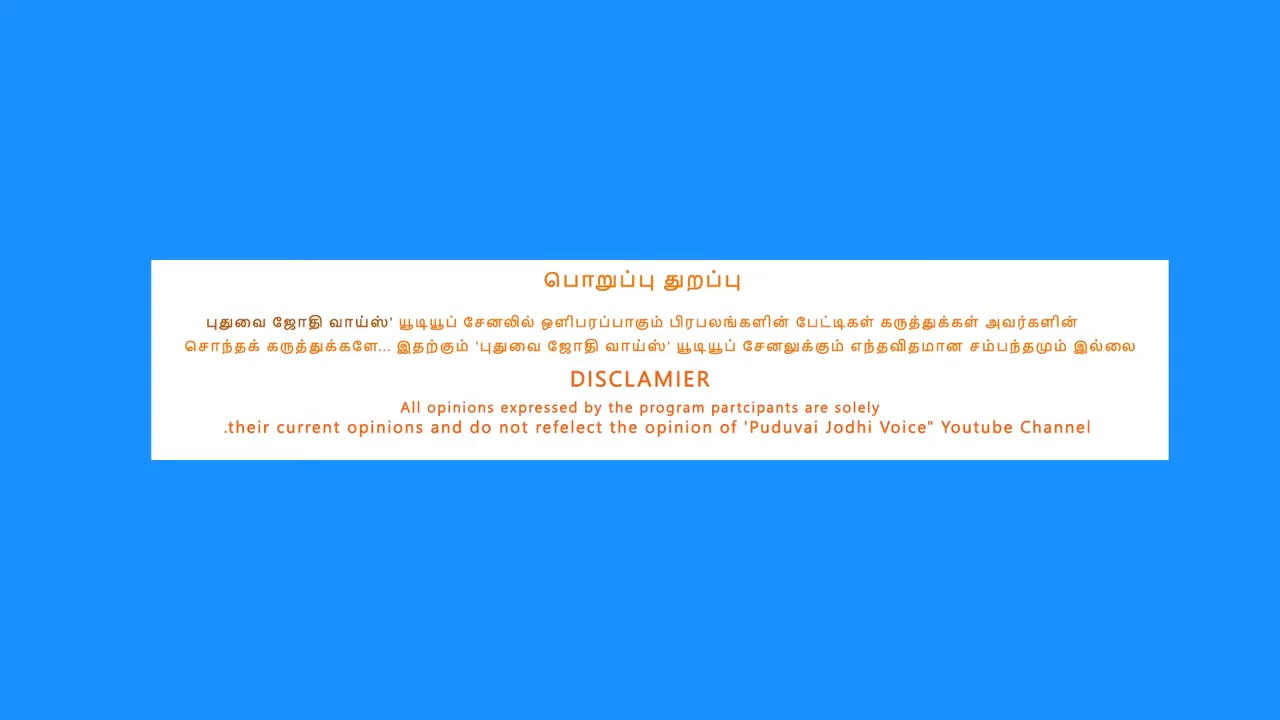 பொறுப்பு துறப்பு
புதுவை ஜோதி வாய்ஸ்' யூடியூப் சேனலில் ஒளிபரப்பாகும் பிரபலங்களின் பேட்டிகள் கருத்துக்கள் அவர்களின்
சொந்தக் கருத்துக்களே... இதற்கும் 'புதுவை ஜோதி வாய்ஸ்' யூடியூப் சேனலுக்கும் எந்தவிதமான சம்பந்தமும் இல்லை
DISCLAMIER
All opinions expressed by the program partcipants are solely
.their current opinions and do not refelect the opinion of 'Puduvai Jodhi Voice" Youtube Channel